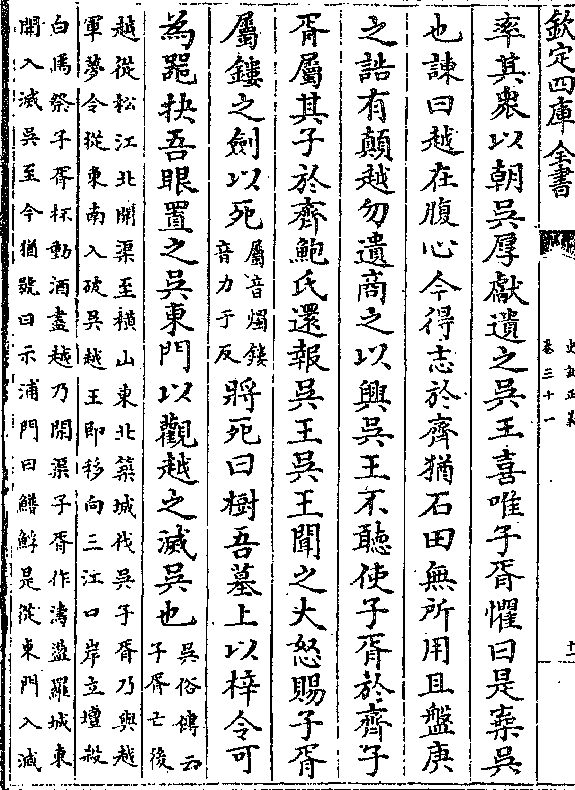 欽定四庫全書
史記正義
卷三十一
十一
率其衆以朝吳厚獻遺之吳王喜唯子胥懼曰是棄吳
也諫曰越在腹心今得志於齊猶石田無所用且盤庚
之誥有顛越勿遺商之以興吳王不聽使子胥於齊子
胥屬其子於齊鮑氏還報吳王吳王聞之大怒賜子胥
屬鏤之劍以死屬音燭鏤音力于反將死曰樹吾墓上以梓令可
為器抉吾眼置之吳東門以觀越之滅吳也吳俗傳云子胥亡後
越從松江北開渠至橫山東北築城伐吳子胥乃與越
軍夢令從東南入破吳越王即移向三江口岸立壇殺
白馬祭子胥杯動酒盡越乃開渠子胥作濤盪羅城東
開入滅吳至今猶號曰示浦門曰鱛鮃是從東門入滅